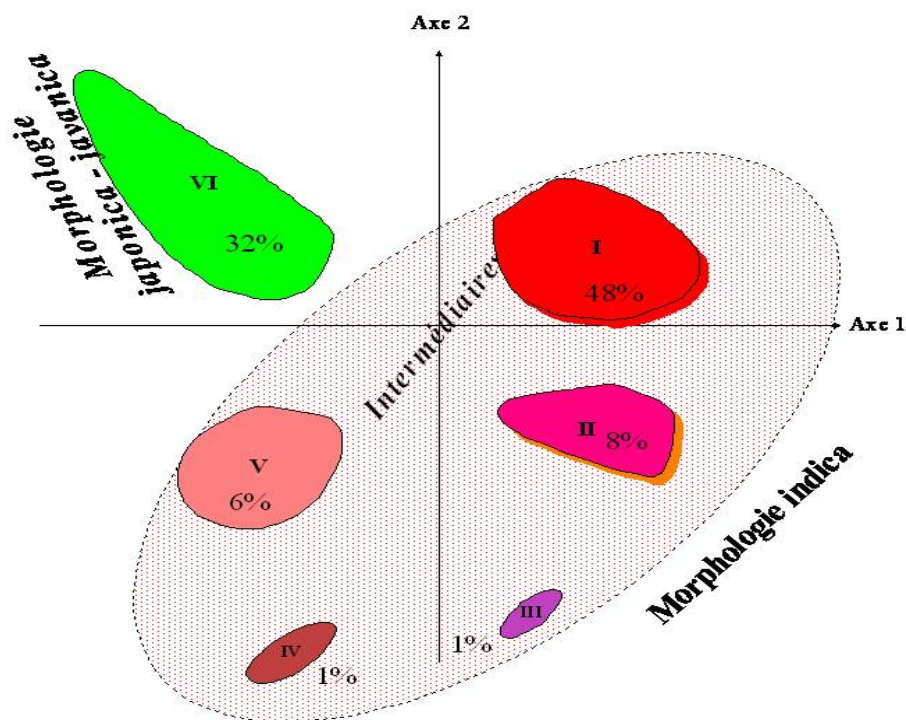 Axe 2
Morphologie
japonica - javanica
VI
32%
I
48%
Intermédiaires
Axe 1
II
8%
V
6%
Morphologie indica
III
1%
IV
1%